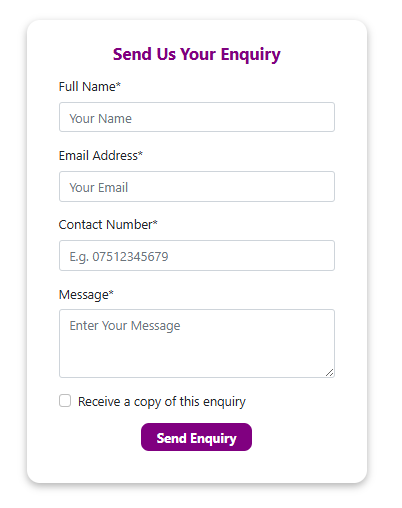 Send Us Your Enquiry
Full Name*
Your Name
Email Address*
Your Email
Contact Number*
E.g. 07512345679
Message*
Enter Your Message
Receive a copy of this enquiry
Send Enquiry